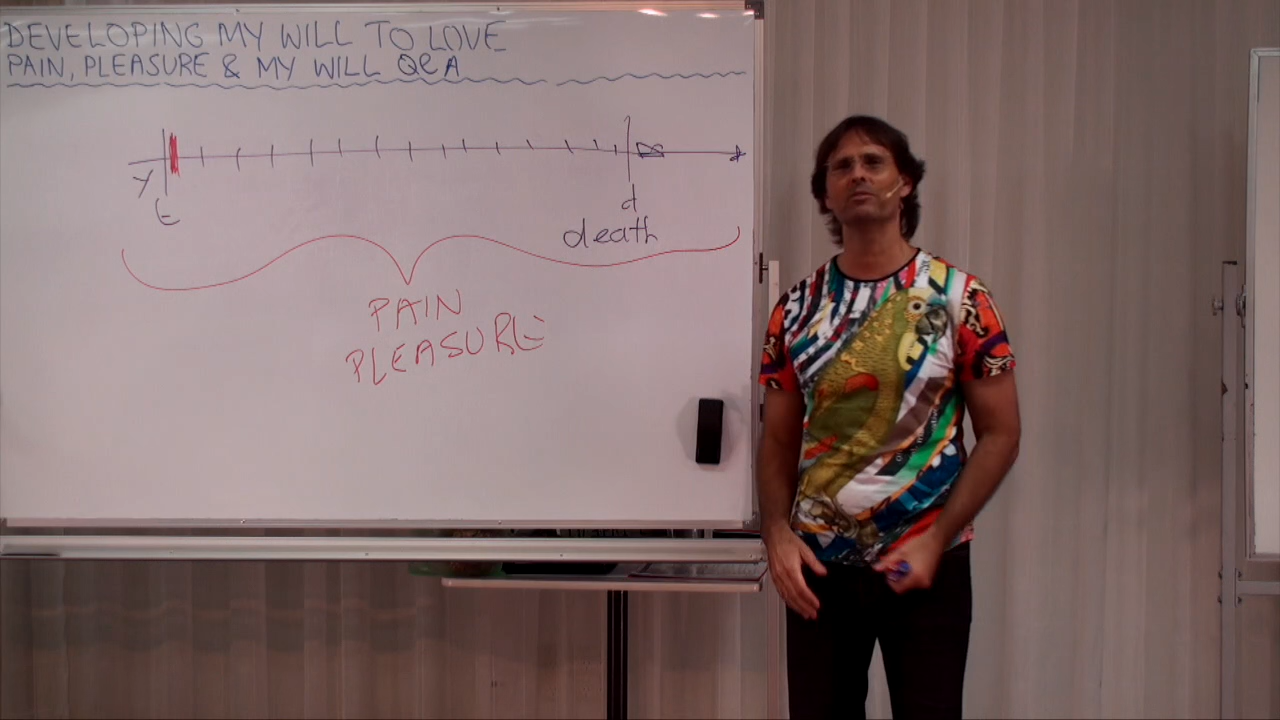 DEVELOPING MY WILL TO LOVE
PAIN, PLEASURE & MY WILL Q&A
Y
t
d
death
PAIN
PLEASURE